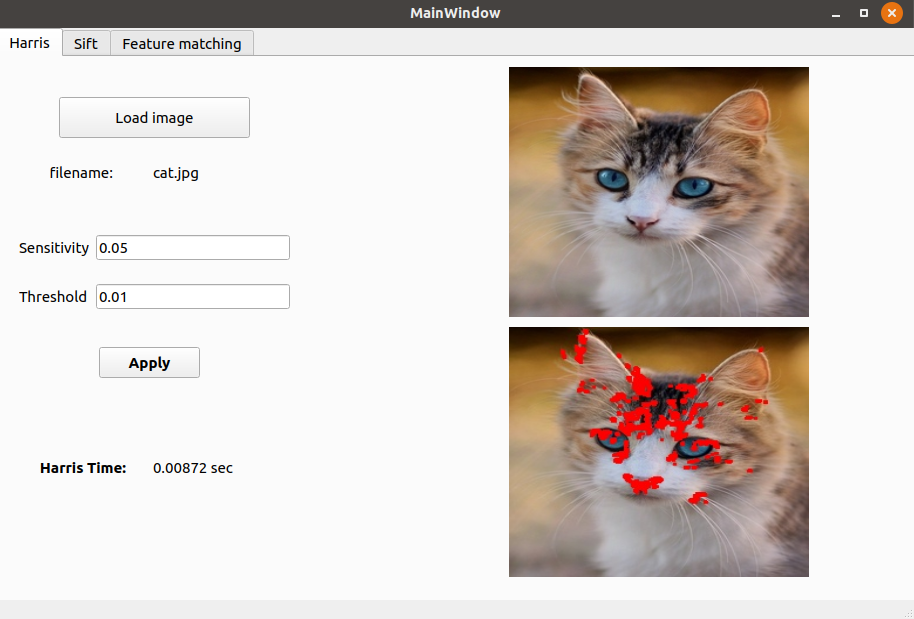 MainWindow
Harris Sift Feature matching
Load image
filename: cat.jpg
Sensitivity 0.05
Threshold 0.01
Apply
Harris Time: 0.00872 sec